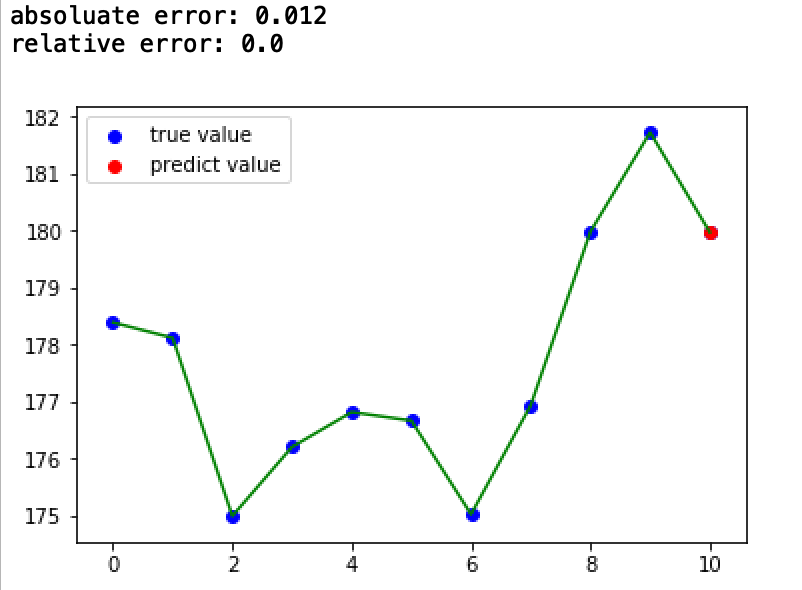 absoluate error: 0.012
relative error: 0.0
182
true value
predict value
181
180
179
178
177
176
175
0 2 4 6 8 10